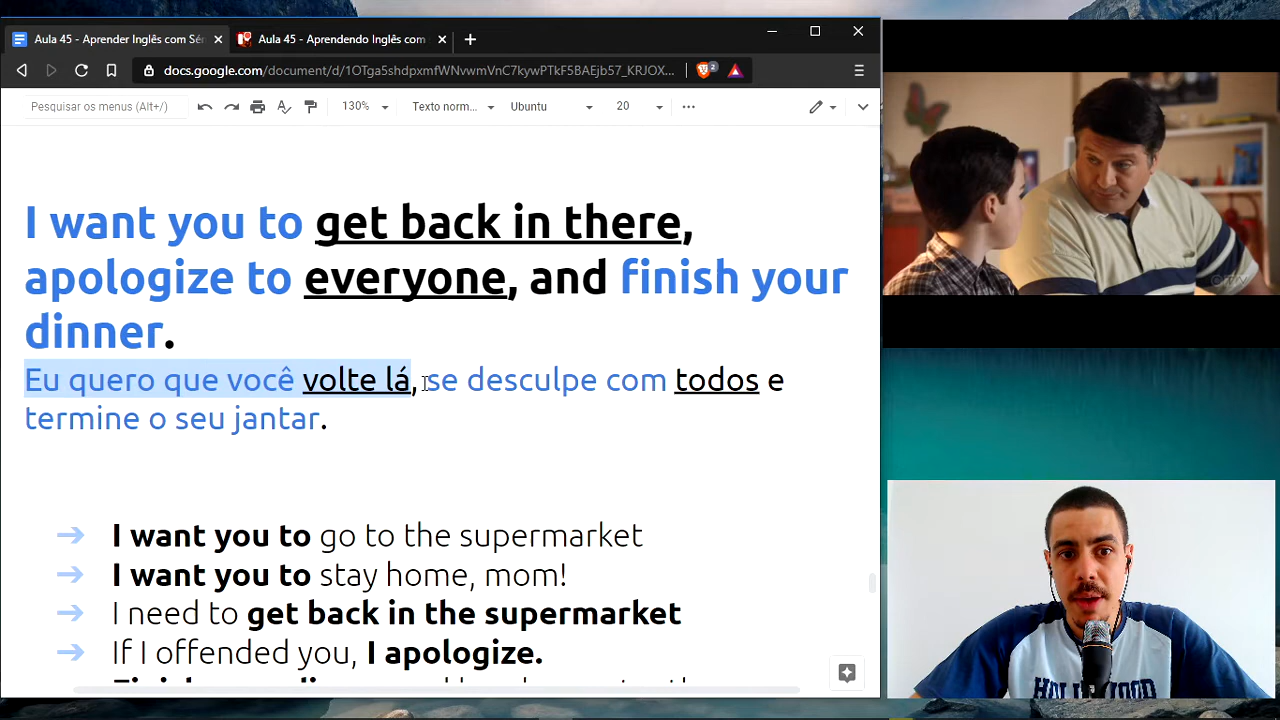 Aula 45 - Aprender Inglês com Sér
Aula 45 - Aprendendo Inglês com
docs.google.com/document/d/1OTga5shdpxmfWNvwmVnC7kywPTkF5BAEjb57_KRJOX...
2
Pesquisar os menus (Alt+/)
130%
Texto norm...
Ubuntu
20
I want you to get back in there,
apologize to everyone, and finish your
dinner.
Eu quero que você volte lá, se desculpe com todos e
termine o seu jantar.
➔ I want you to go to the supermarket
➔ I want you to stay home, mom!
➔ I need to get back in the supermarket
➔ If I offended you, I apologize.
CTV
HOLLYWOOD